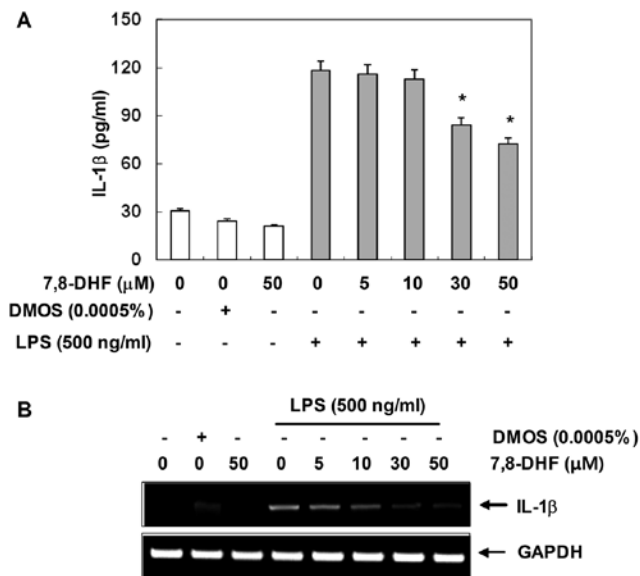 A
IL-1β (pg/ml)
150
120
90
60
30
0
*
*
7,8-DHF (μM) 0 0 50 0 5 10 30 50
DMOS (0.0005%) - + - - - - - -
LPS (500 ng/ml) - - - + + + + +
B
LPS (500 ng/ml)
- + - - - - - - DMOS (0.0005%)
0 0 50 0 5 10 30 50 7,8-DHF (μM)
IL-1β
GAPDH